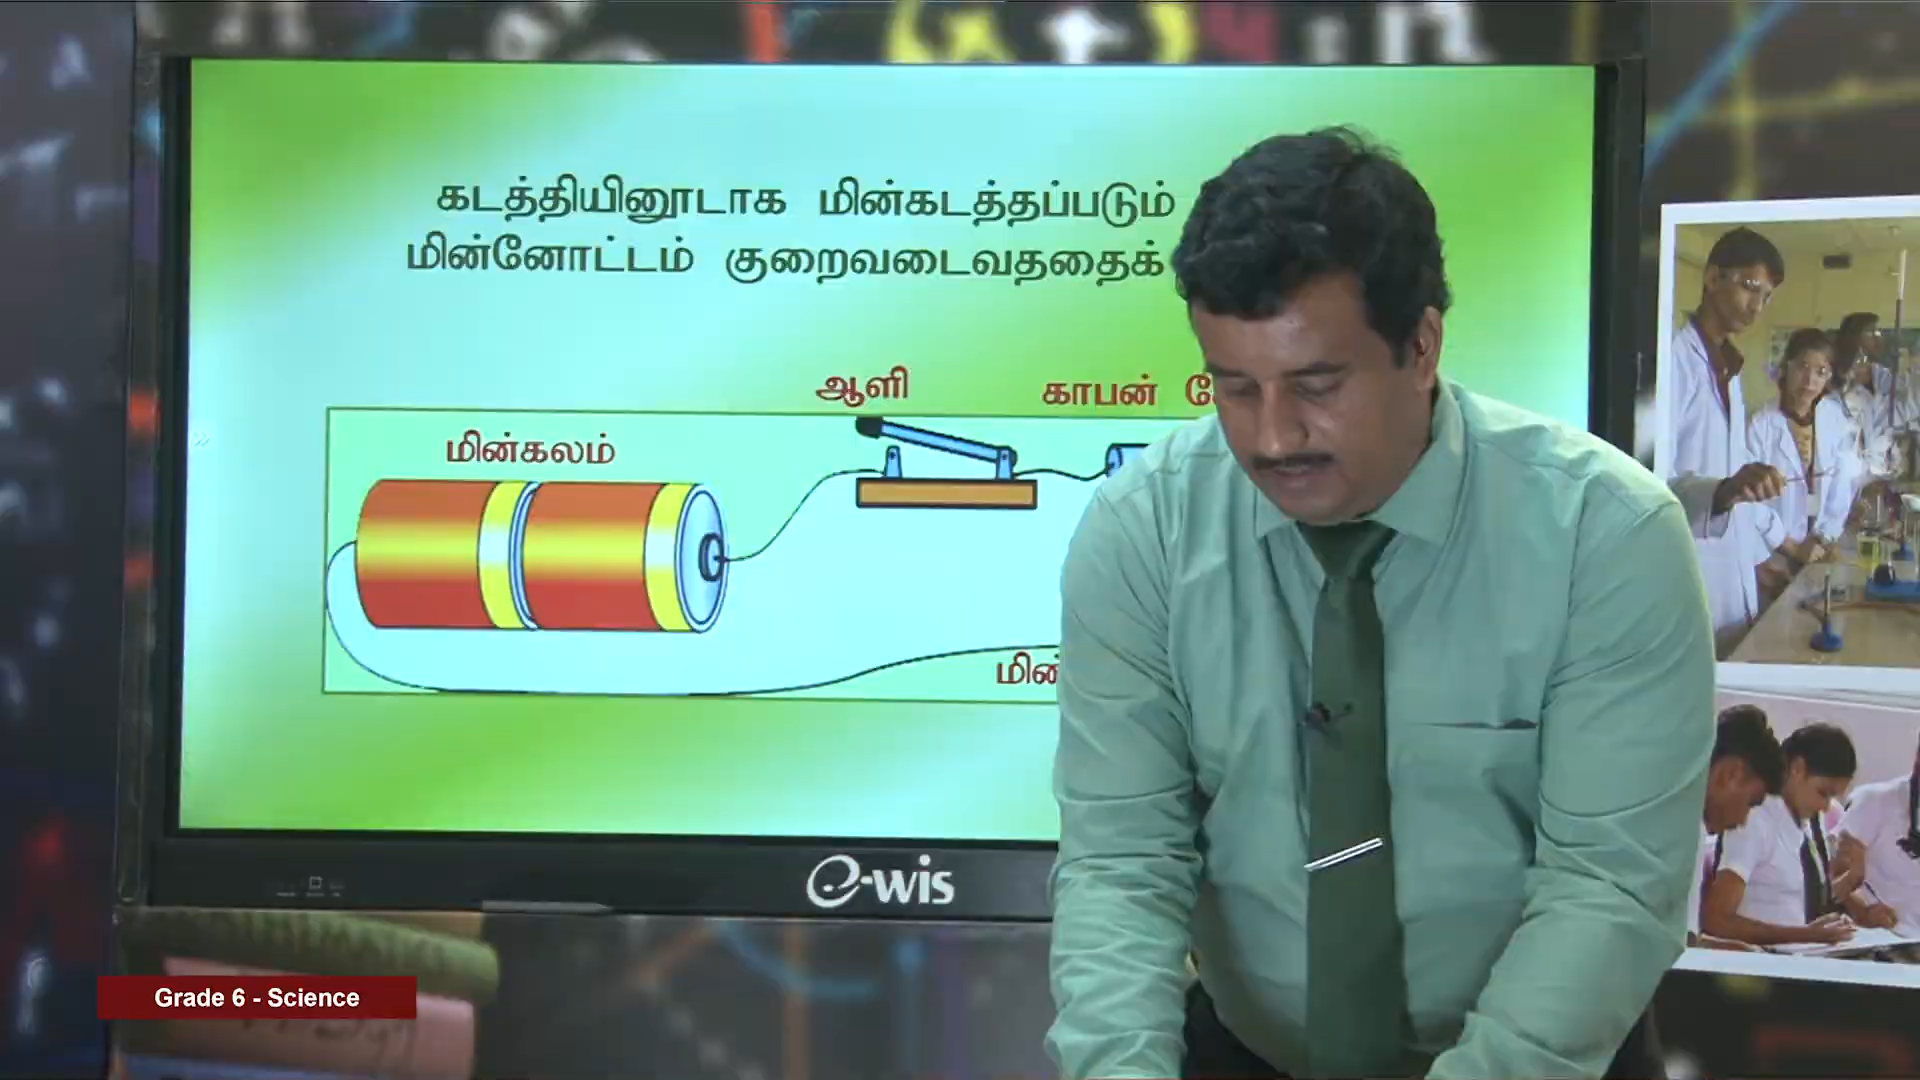 கடத்தியினூடாக மின்கடத்தப்படும்
மின்னோட்டம் குறைவடைவததைக்
ஆளி
காபன்
மின்கலம்
e-wis
Grade 6 - Science